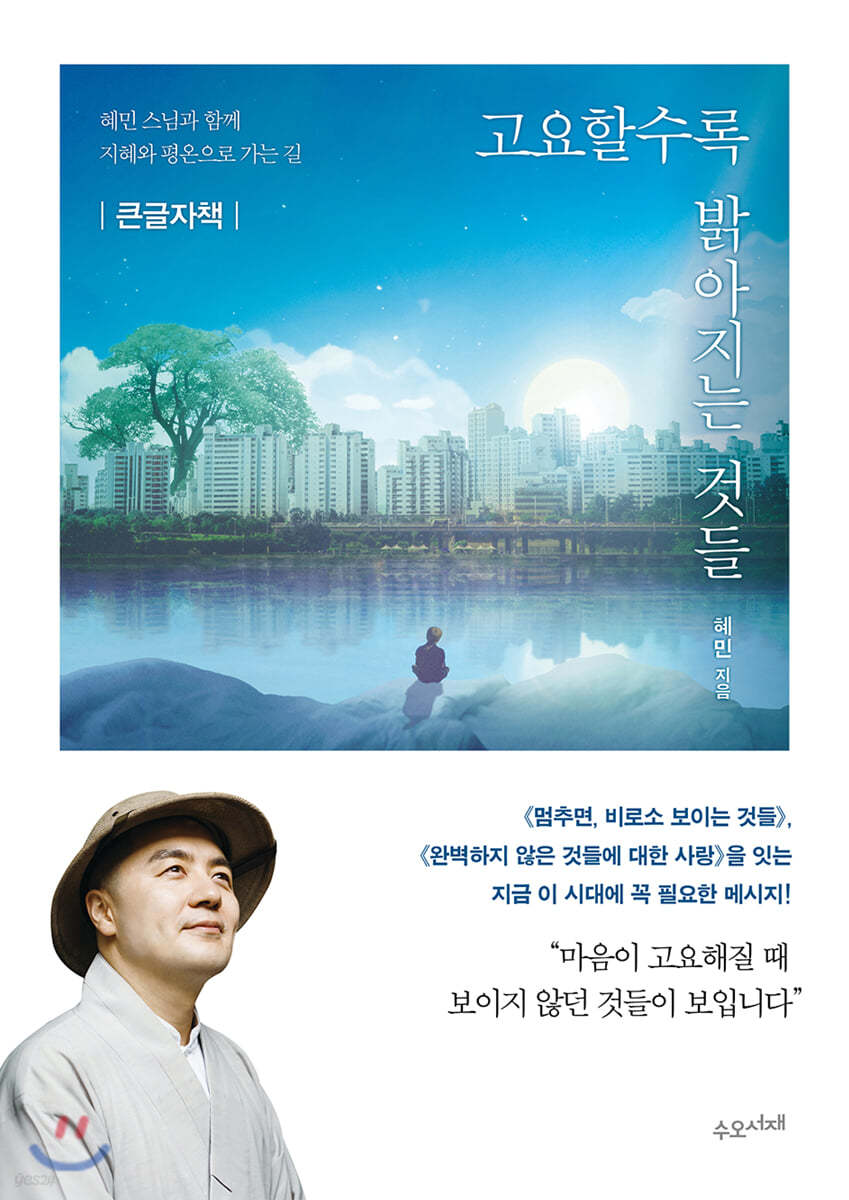 혜민 스님과 함께
지혜와 평온으로 가는 길
| 큰글자책 |
고요할수록
밝아지는 것들
혜민 지음
《멈추면, 비로소 보이는 것들》,
《완벽하지 않은 것들에 대한 사랑》을 잇는
지금 이 시대에 꼭 필요한 메시지!
“마음이 고요해질 때
보이지 않던 것들이 보입니다”
수오서재
yes24